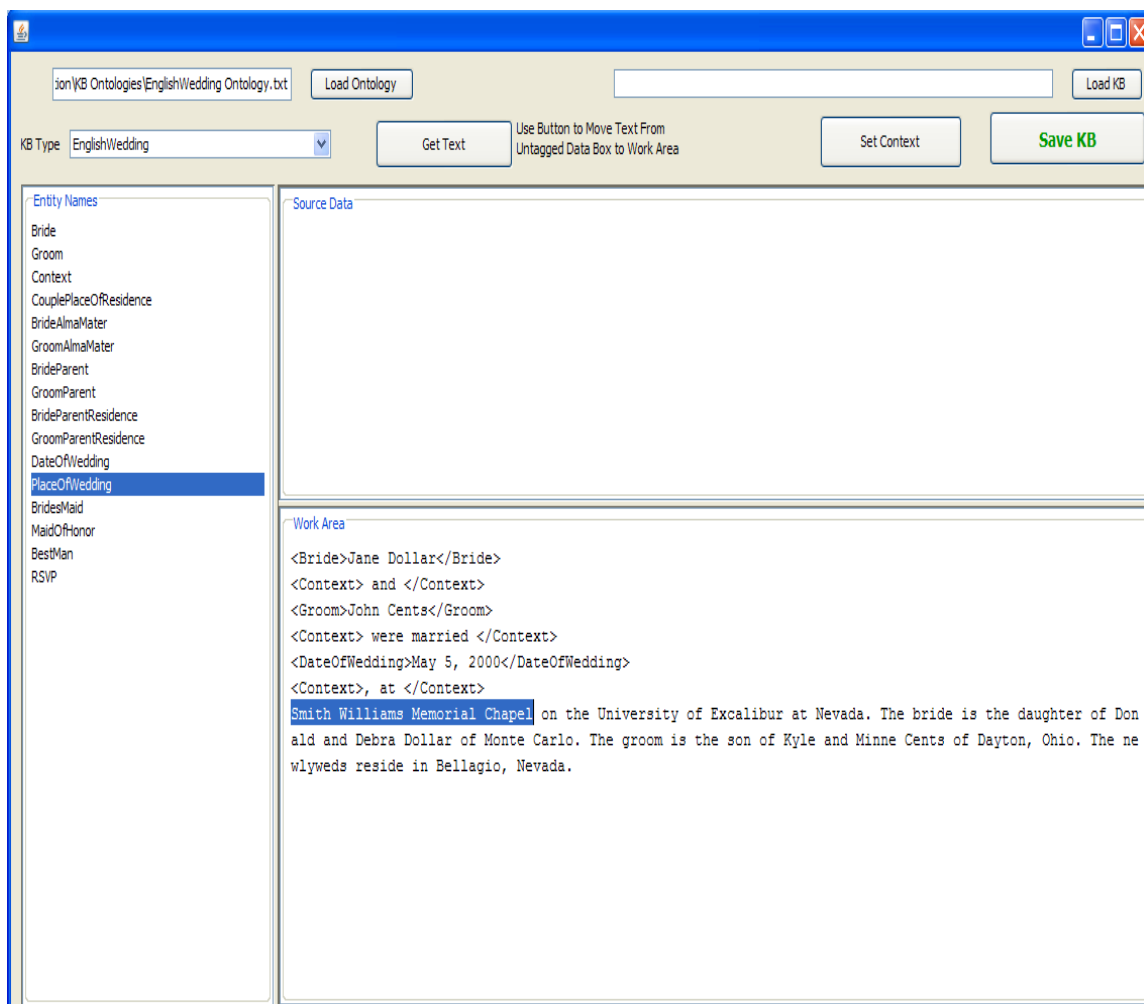 :ion\KB Ontologies\EnglishWedding Ontology.txt
Load Ontology
Load KB
KB Type
EnglishWedding
Get Text
Use Button to Move Text From
Untagged Data Box to Work Area
Set Context
Save KB
Entity Names
Bride
Groom
Context
CouplePlaceOfResidence
BrideAlmaMater
GroomAlmaMater
BrideParent
GroomParent
BrideParentResidence
GroomParentResidence
DateOfWedding
PlaceOfWedding
BridesMaid
MaidOfHonor
BestMan
RSVP
Source Data
Work Area
<Bride>Jane Dollar</Bride>
<Context> and </Context>
<Groom>John Cents</Groom>
<Context> were married </Context>
<DateOfWedding>May 5, 2000</DateOfWedding>
<Context>, at </Context>
Smith Williams Memorial Chapel on the University of Excalibur at Nevada. The bride is the daughter of Don
ald and Debra Dollar of Monte Carlo. The groom is the son of Kyle and Minne Cents of Dayton, Ohio. The ne
wlyweds reside in Bellagio, Nevada.